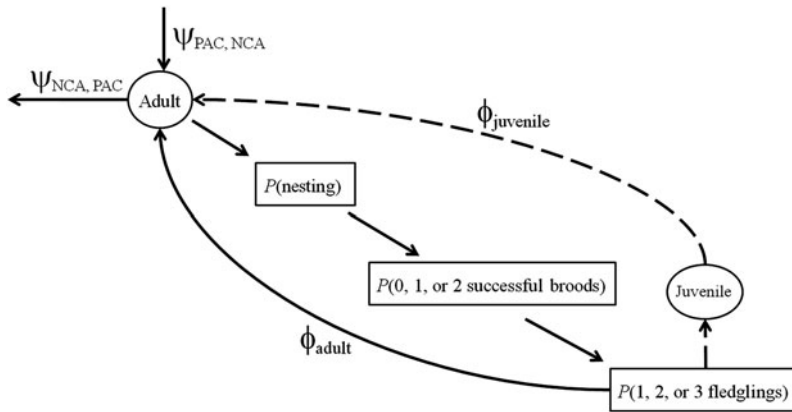 ΨPAC, NCA
ΨNCA, PAC
Adult
ϕjuvenile
P(nesting)
P(0, 1, or 2 successful broods)
Juvenile
ϕadult
P(1, 2, or 3 fledglings)